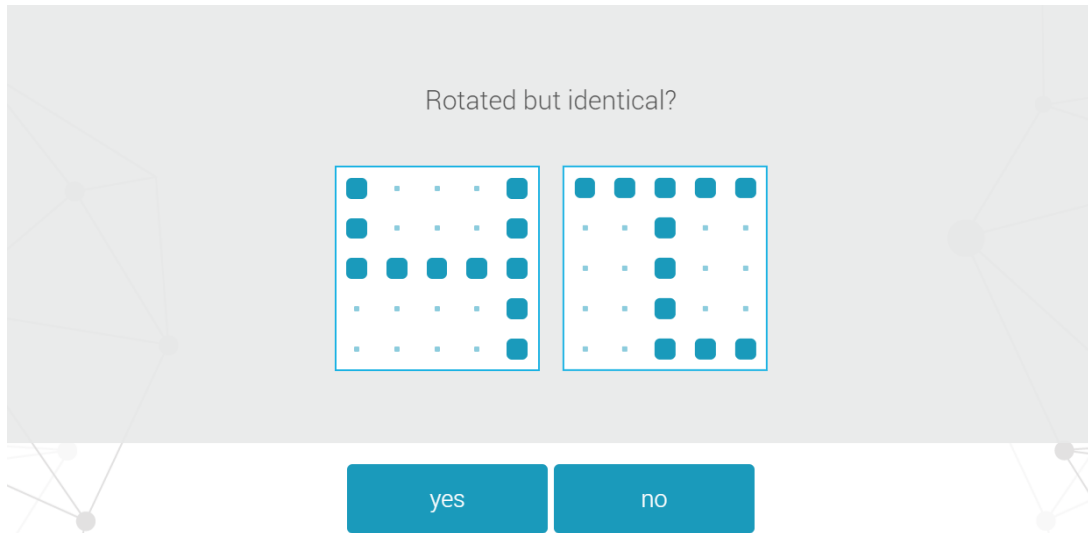 Rotated but identical?
yes
no